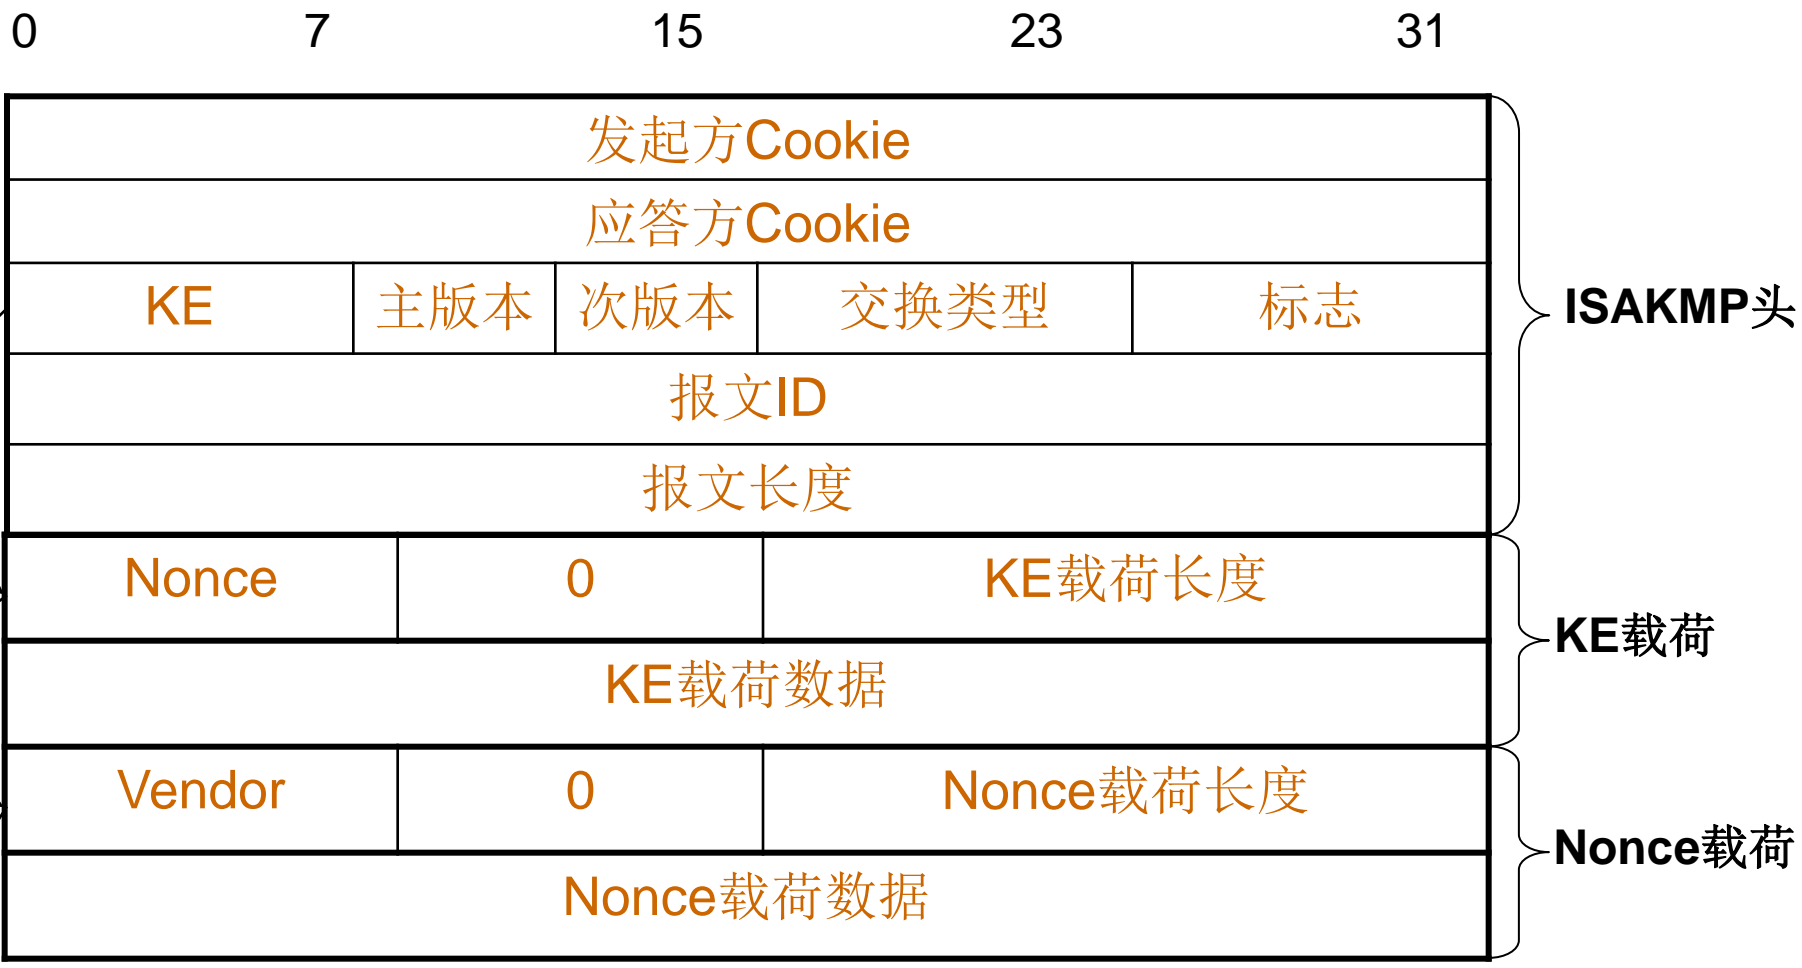 0 7 15 23 31
发起方Cookie
应答方Cookie
KE 主版本 次版本 交换类型 标志
ISAKMP头
报文ID
报文长度
Nonce 0 KE载荷长度
KE载荷
KE载荷数据
Vendor 0 Nonce载荷长度
Nonce载荷
Nonce载荷数据